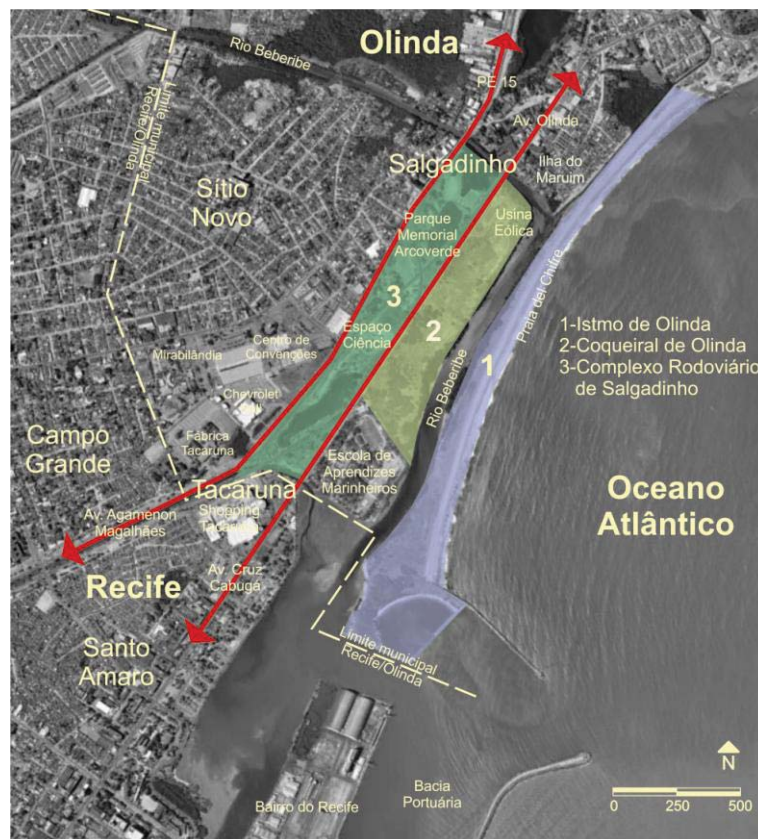 Olinda
Rio Beberibe
PE 15
Limite municipal
Recife/Olinda
Av. Olinda
Salgadinho
Ilha do
Maruim
Sítio
Novo
Parque
Memorial
Arcoverde
Usina
Eólica
3
Praia del Chifre
Espaço
Ciência
2
1
1-Istmo de Olinda
2-Coqueiral de Olinda
3-Complexo Rodoviário
de Salgadinho
Centro de
Convenções
Mirabilândia
Rio Beberibe
Chevrolet
Hall
Campo
Grande
Fábrica
Tacaruna
Escola de
Aprendizes
Marinheiros
Tacaruna
Shopping
Tacaruna
Oceano
Atlântico
Av. Agamenon
Magalhães
Recife
Av. Cruz
Cabugá
Santo
Amaro
Limite municipal
Recife/Olinda
N
Bairro do Recife
Bacia
Portuária
0 250 500